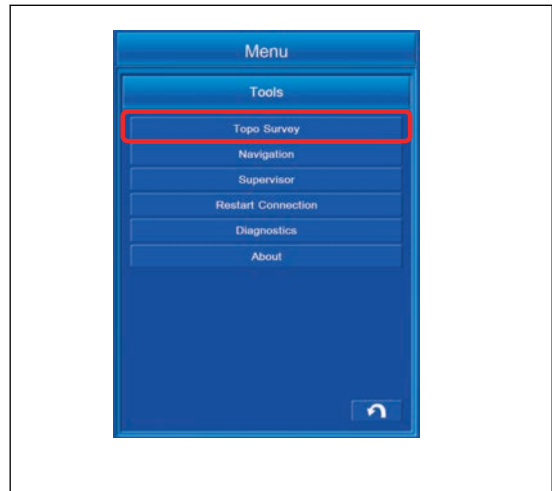 Menu
Tools
Topo Survey
Navigation
Supervisor
Restart Connection
Diagnostics
About